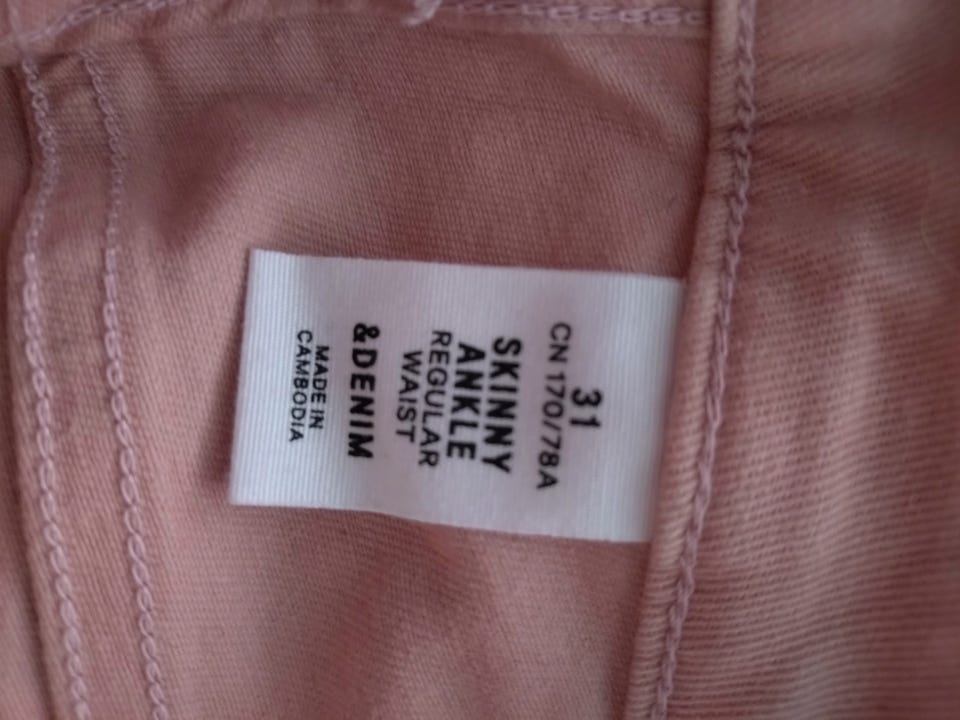 31
CN 170/78A
SKINNY
ANKLE
REGULAR
WAIST
&DENIM
MADE IN
CAMBODIA